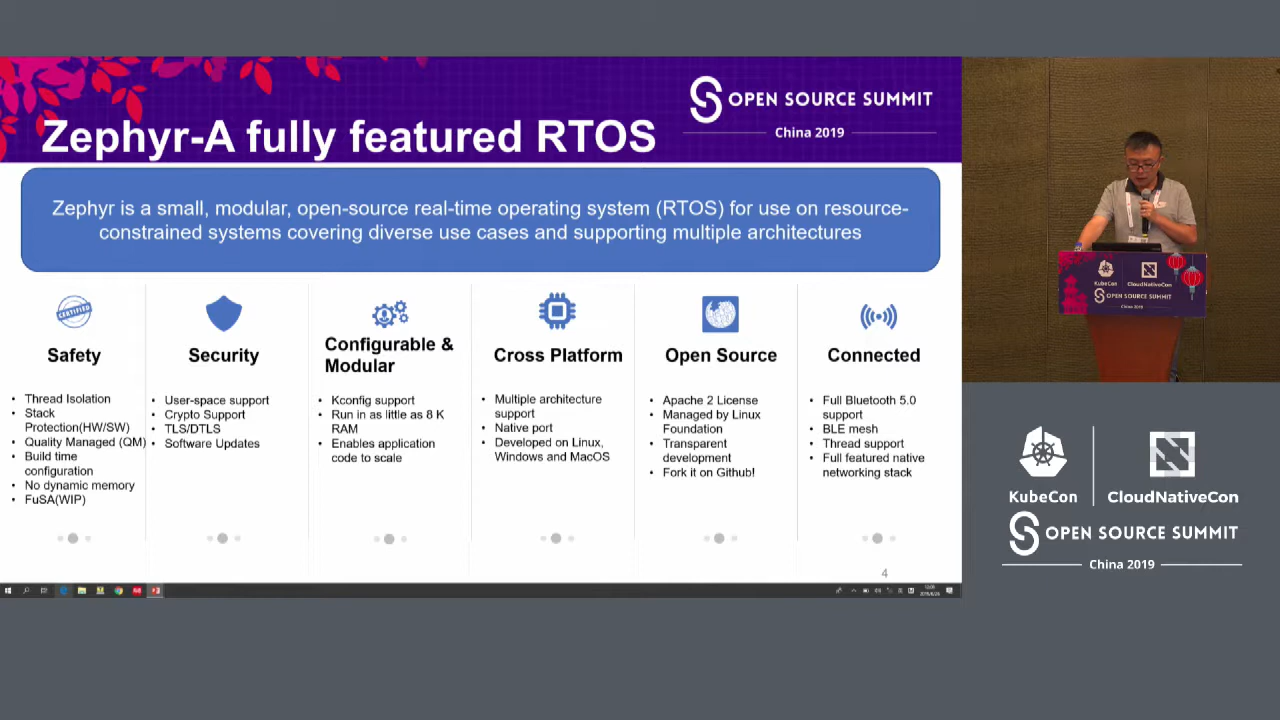 Zephyr-A fully featured RTOS
OPEN SOURCE SUMMIT
China 2019
Zephyr is a small, modular, open-source real-time operating system (RTOS) for use on resource-
constrained systems covering diverse use cases and supporting multiple architectures
CERTIFIED
Safety
• Thread Isolation
• Stack
Protection(HW/SW)
• Quality Managed (QM)
• Build time
configuration
• No dynamic memory
• FuSA(WIP)
Security
• User-space support
• Crypto Support
• TLS/DTLS
• Software Updates
Configurable &
Modular
• Kconfig support
• Run in as little as 8 K
RAM
• Enables application
code to scale
Cross Platform
• Multiple architecture
support
• Native port
• Developed on Linux,
Windows and MacOS
Open Source
• Apache 2 License
• Managed by Linux
Foundation
• Transparent
development
• Fork it on Github!
Connected
• Full Bluetooth 5.0
support
• BLE mesh
• Thread support
• Full featured native
networking stack
4
KubeCon
CloudNativeCon
OPEN SOURCE SUMMIT
China 2019
KubeCon
CloudNativeCon
OPEN SOURCE SUMMIT
China 2019